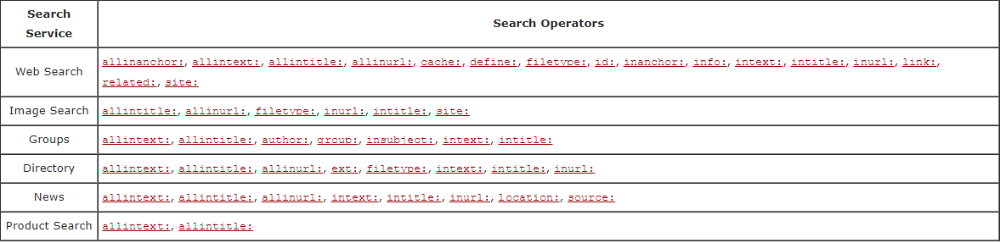 Search
Service
Search Operators
Web Search
allinanchor:, allintext:, allintitle:, allinurl:, cache:, define:, filetype:, id:, inanchor:, info:, intext:, intitle:, inurl:, link:,
related:, site:
Image Search
allintitle:, allinurl:, filetype:, inurl:, intitle:, site:
Groups
allintext:, allintitle:, author:, group:, insubject:, intext:, intitle:
Directory
allintext:, allintitle:, allinurl:, ext:, filetype:, intext:, intitle:, inurl:
News
allintext:, allintitle:, allinurl:, intext:, intitle:, inurl:, location:, source:
Product Search
allintext:, allintitle: